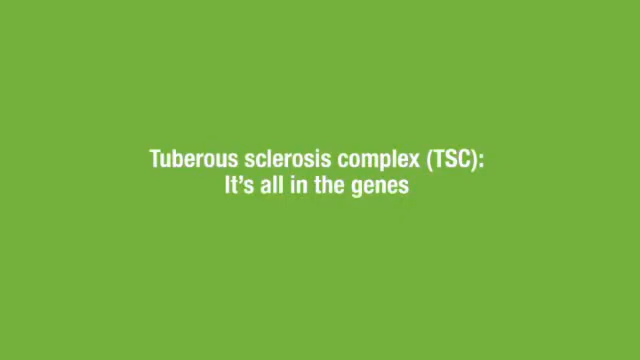 Tuberous sclerosis complex (TSC):
It's all in the genes